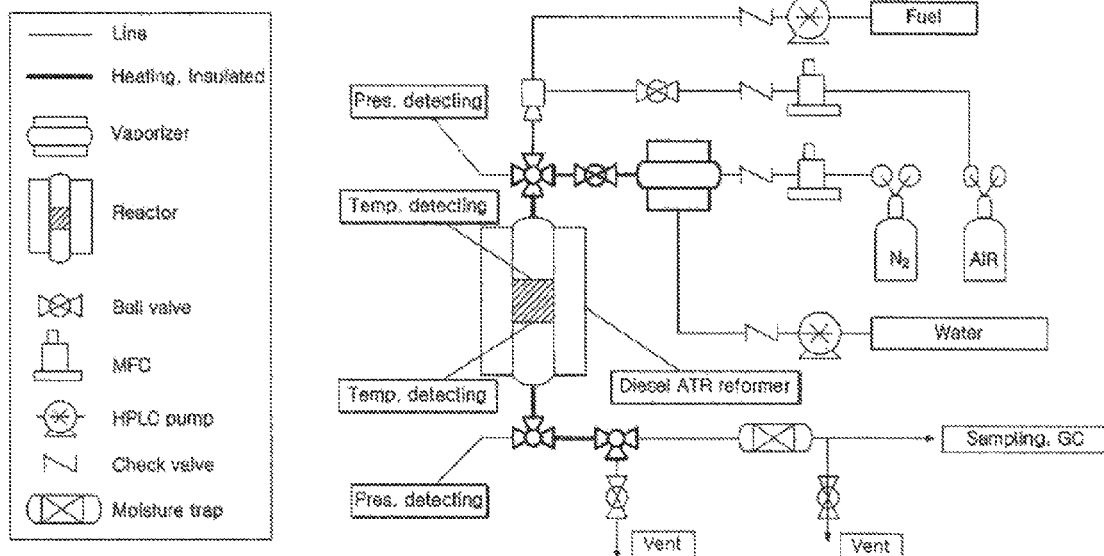 Line
Heating, Insulated
Vaporizer
Reactor
Ball valve
MFC
HPLC pump
Check valve
Moisture trap
Fuel
Pres. detecting
Temp. detecting
N₂
AIR
Water
Temp. detecting
Diesel ATR reformer
Sampling, GC
Pres. detecting
Vent
Vent